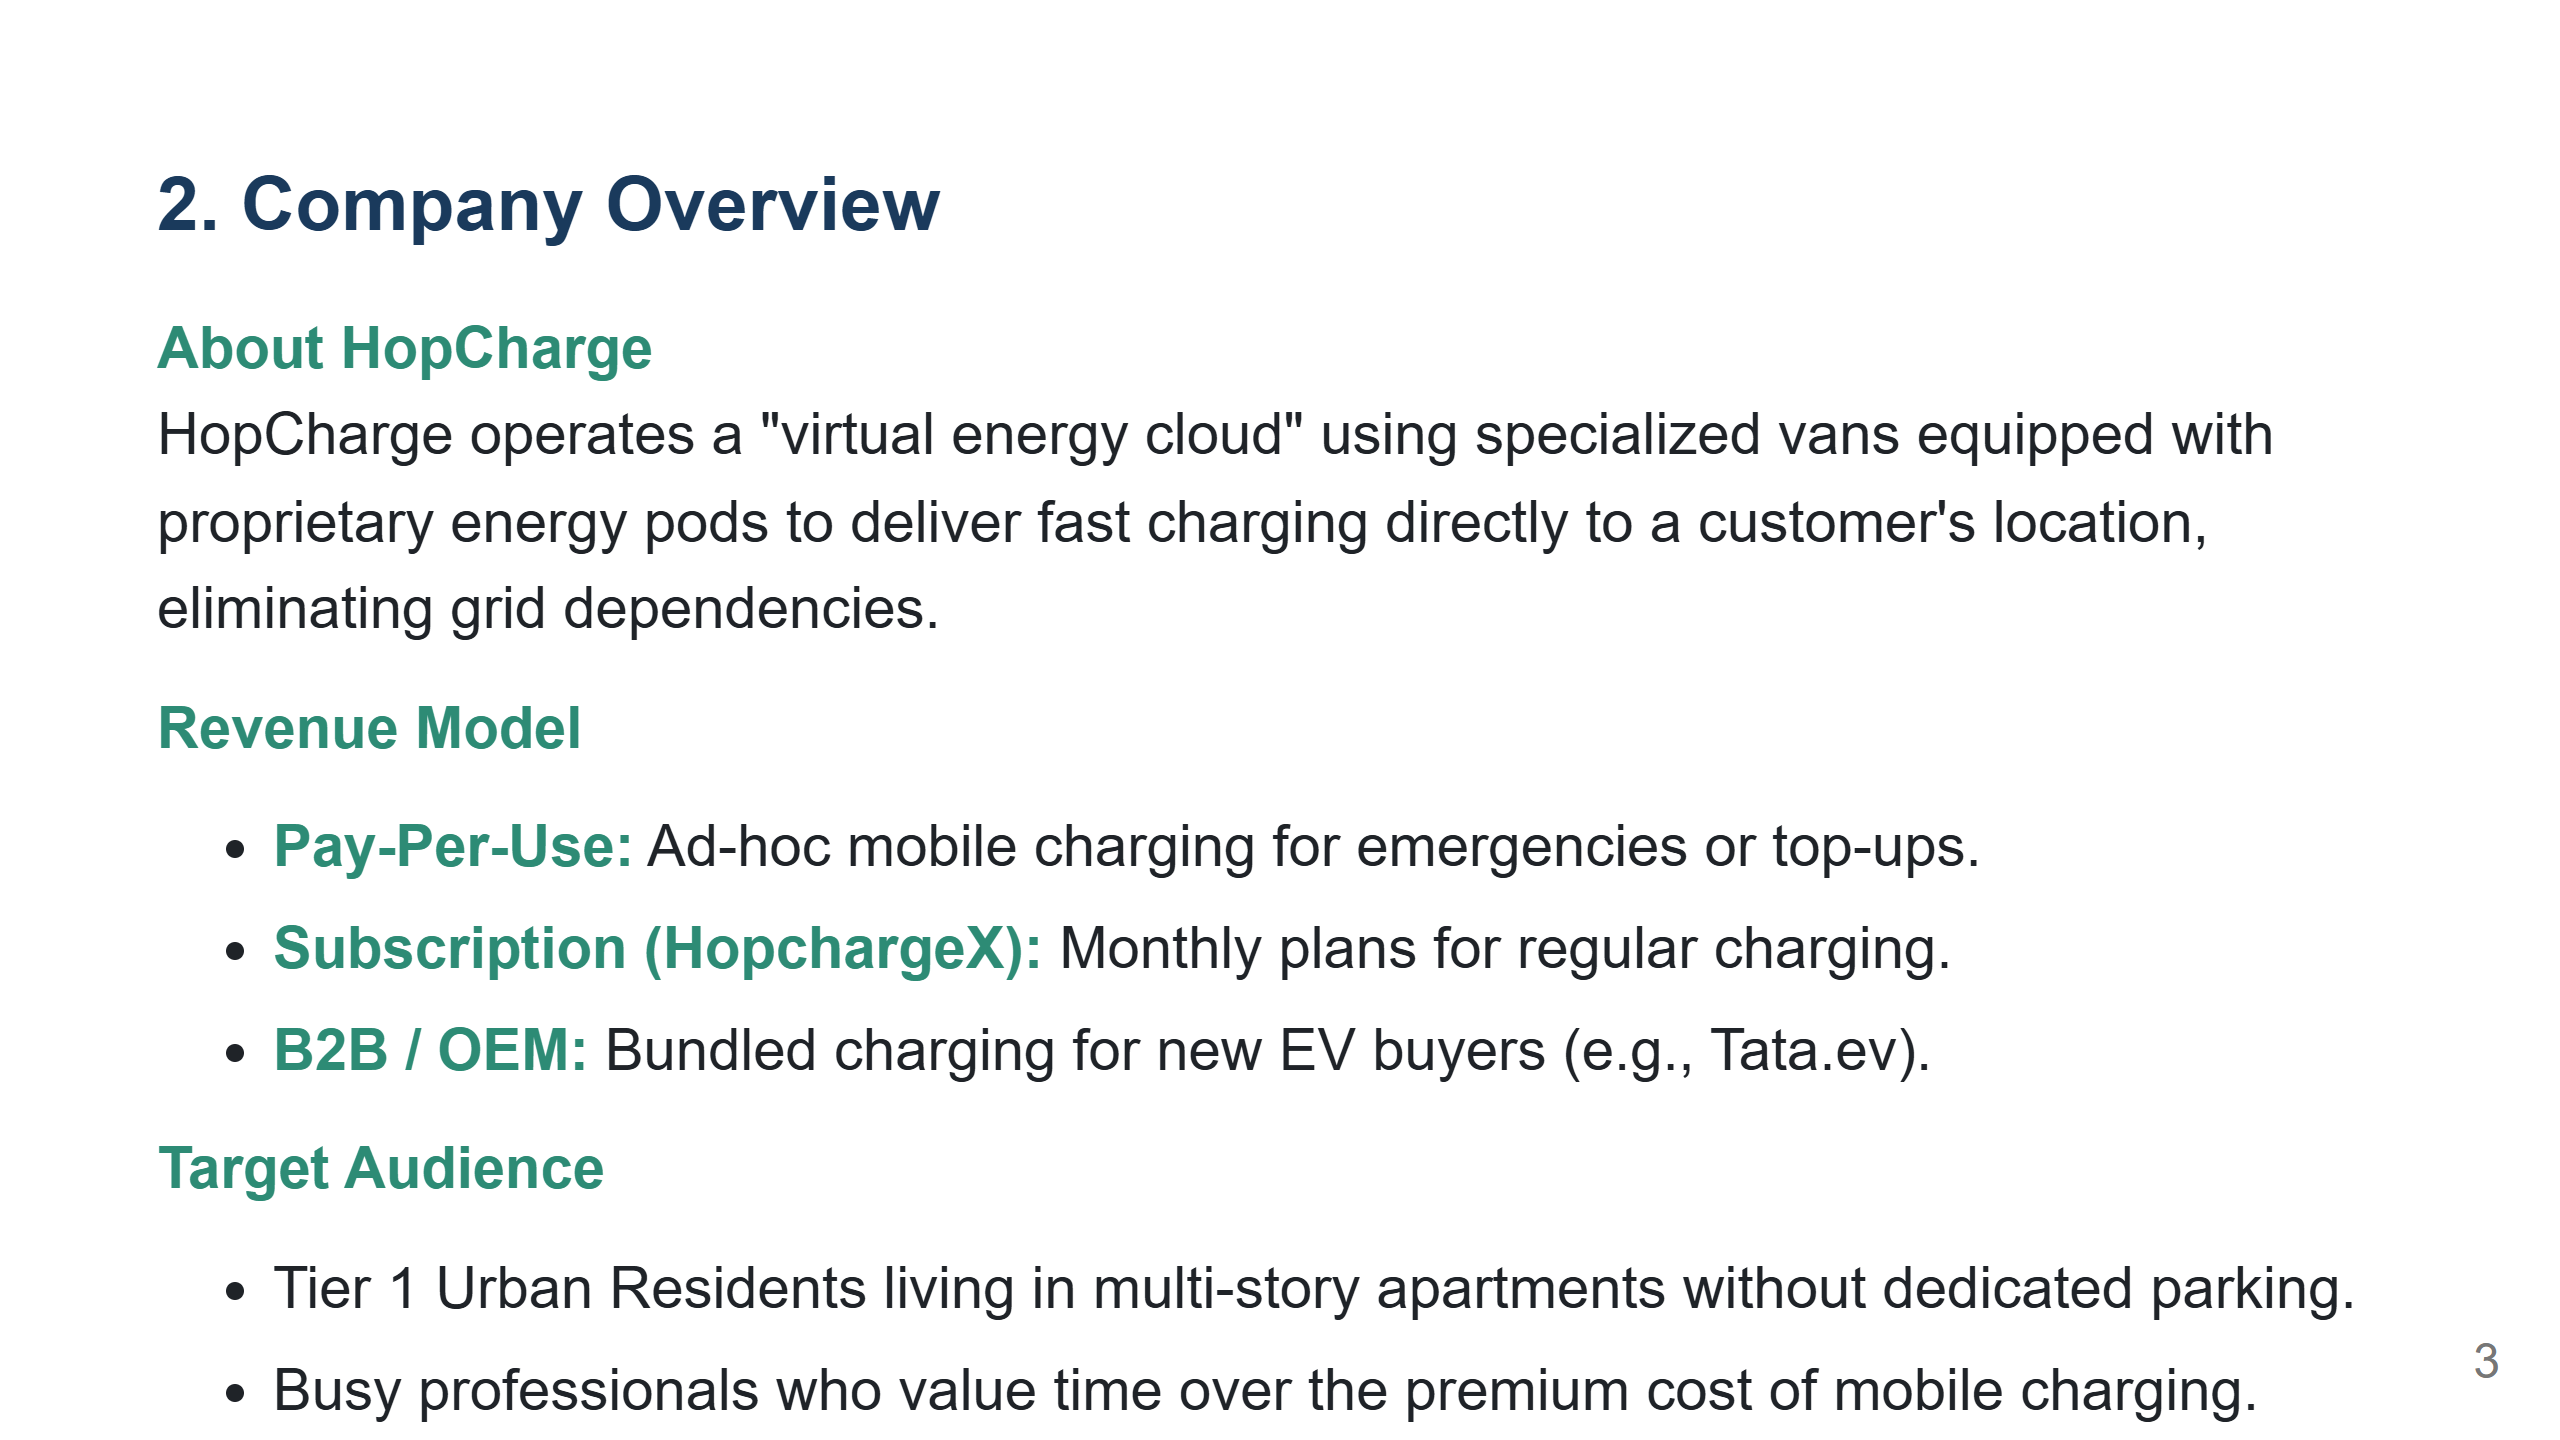 2. Company Overview
About HopCharge
HopCharge operates a "virtual energy cloud" using specialized vans equipped with
proprietary energy pods to deliver fast charging directly to a customer's location,
eliminating grid dependencies.
Revenue Model
• Pay-Per-Use: Ad-hoc mobile charging for emergencies or top-ups.
• Subscription (HopchargeX): Monthly plans for regular charging.
• B2B / OEM: Bundled charging for new EV buyers (e.g., Tata.ev).
Target Audience
• Tier 1 Urban Residents living in multi-story apartments without dedicated parking.
• Busy professionals who value time over the premium cost of mobile charging.
3